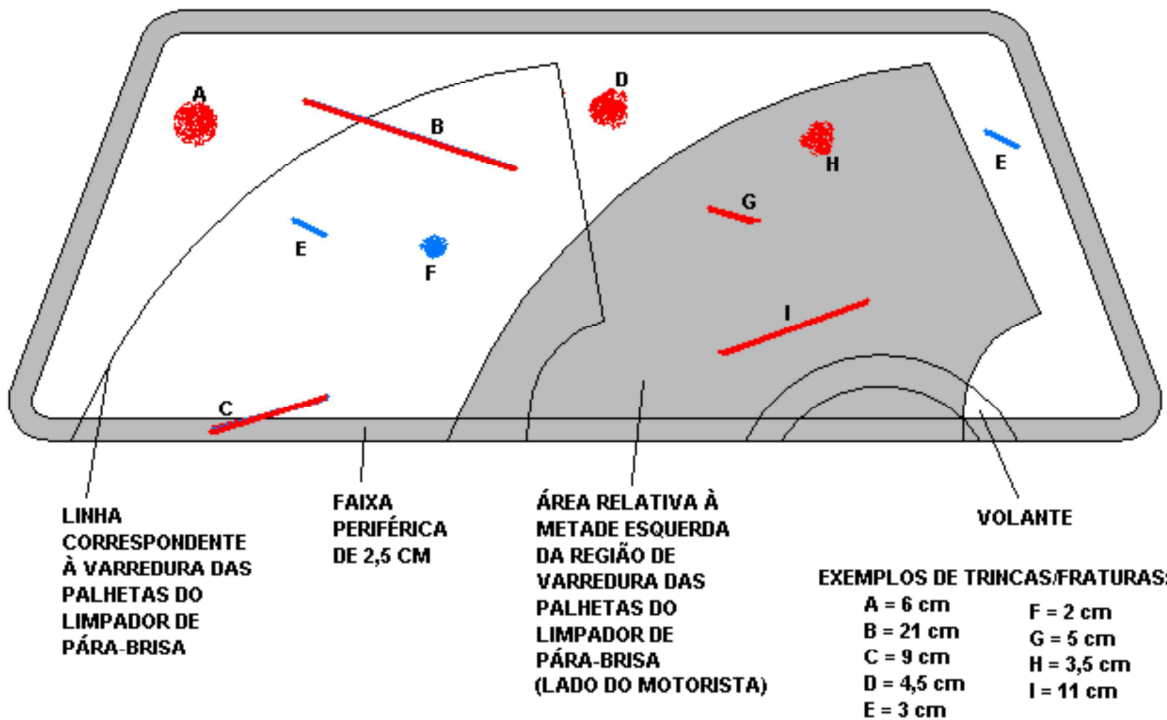 A
B
D
H
E
G
E
F
I
C
LINHA
CORRESPONDENTE
À VARREDURA DAS
PALHETAS DO
LIMPADOR DE
PÁRA-BRISA
FAIXA
PERIFÉRICA
DE 2,5 CM
ÁREA RELATIVA À
METADE ESQUERDA
DA REGIÃO DE
VARREDURA DAS
PALHETAS DO
LIMPADOR DE
PÁRA-BRISA
(LADO DO MOTORISTA)
VOLANTE
EXEMPLOS DE TRINCAS/FRATURAS:
A = 6 cm
B = 21 cm
C = 9 cm
D = 4,5 cm
E = 3 cm
F = 2 cm
G = 5 cm
H = 3,5 cm
I = 11 cm